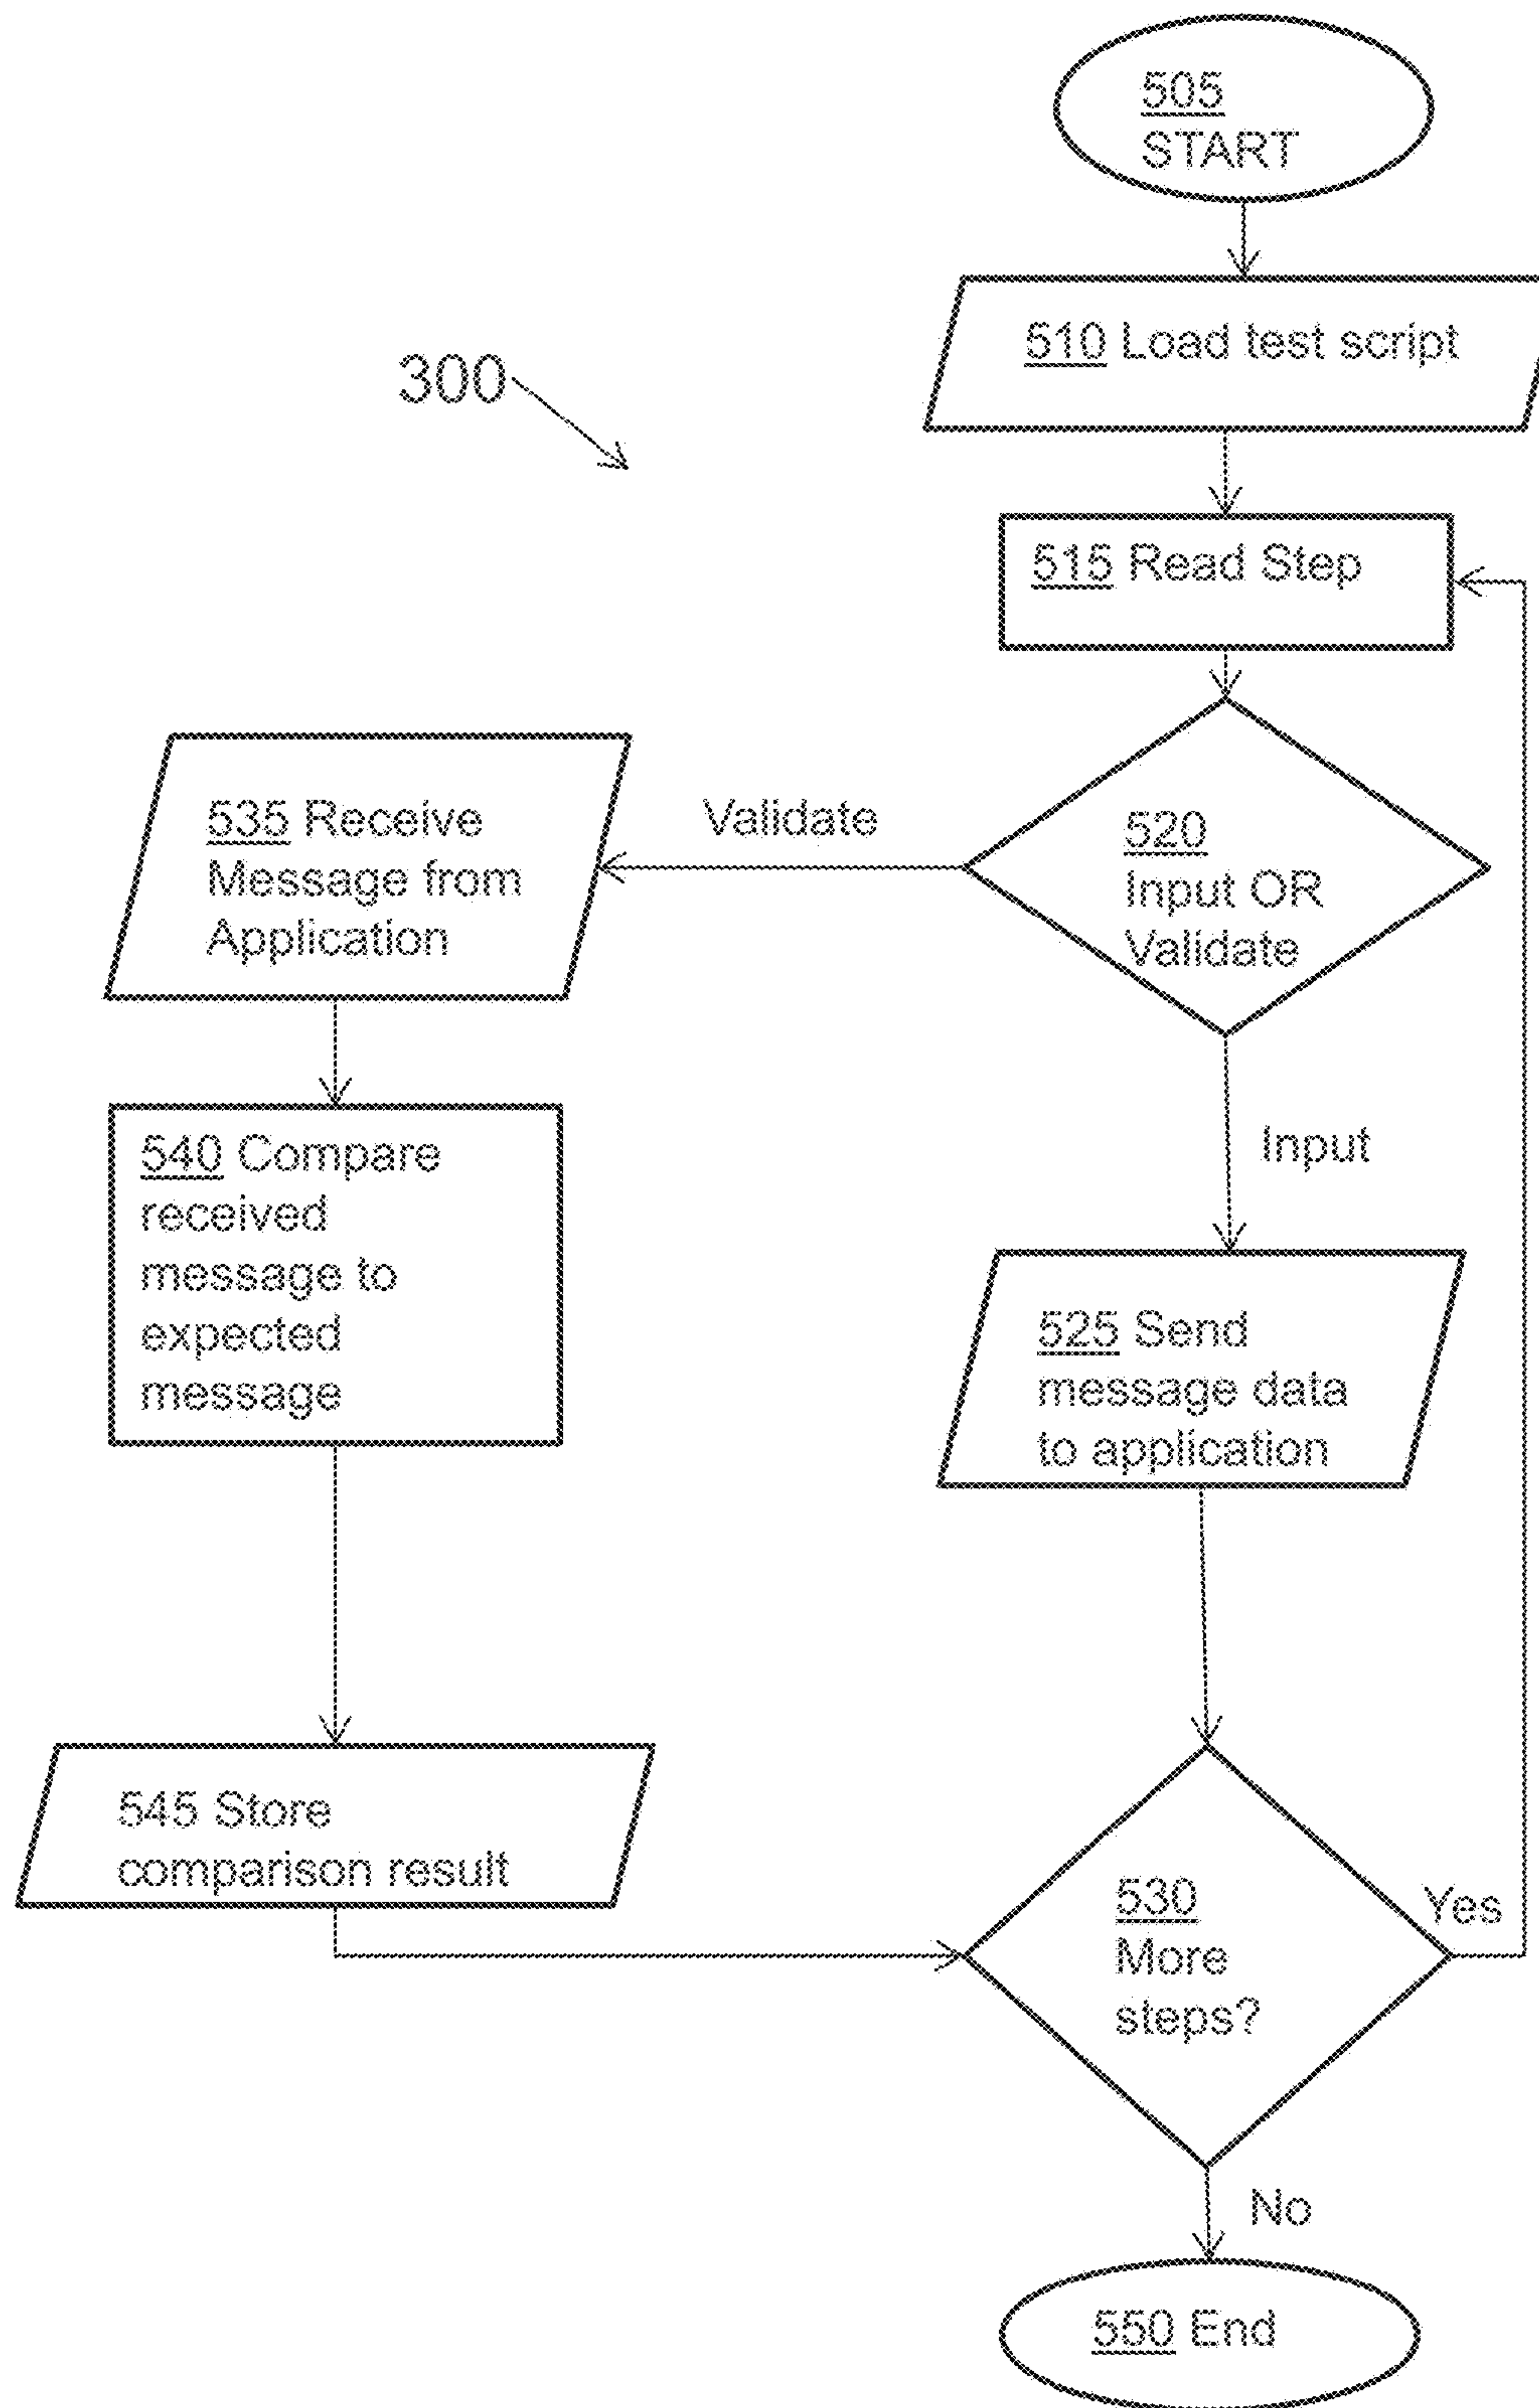 505
START
510 Load test script
300
515 Read Step
535 Receive
Message from
Application
Validate
520
Input OR
Validate
540 Compare
received
message to
expected
message
Input
525 Send
message data
to application
545 Store
comparison result
530
More
steps?
Yes
No
550 End